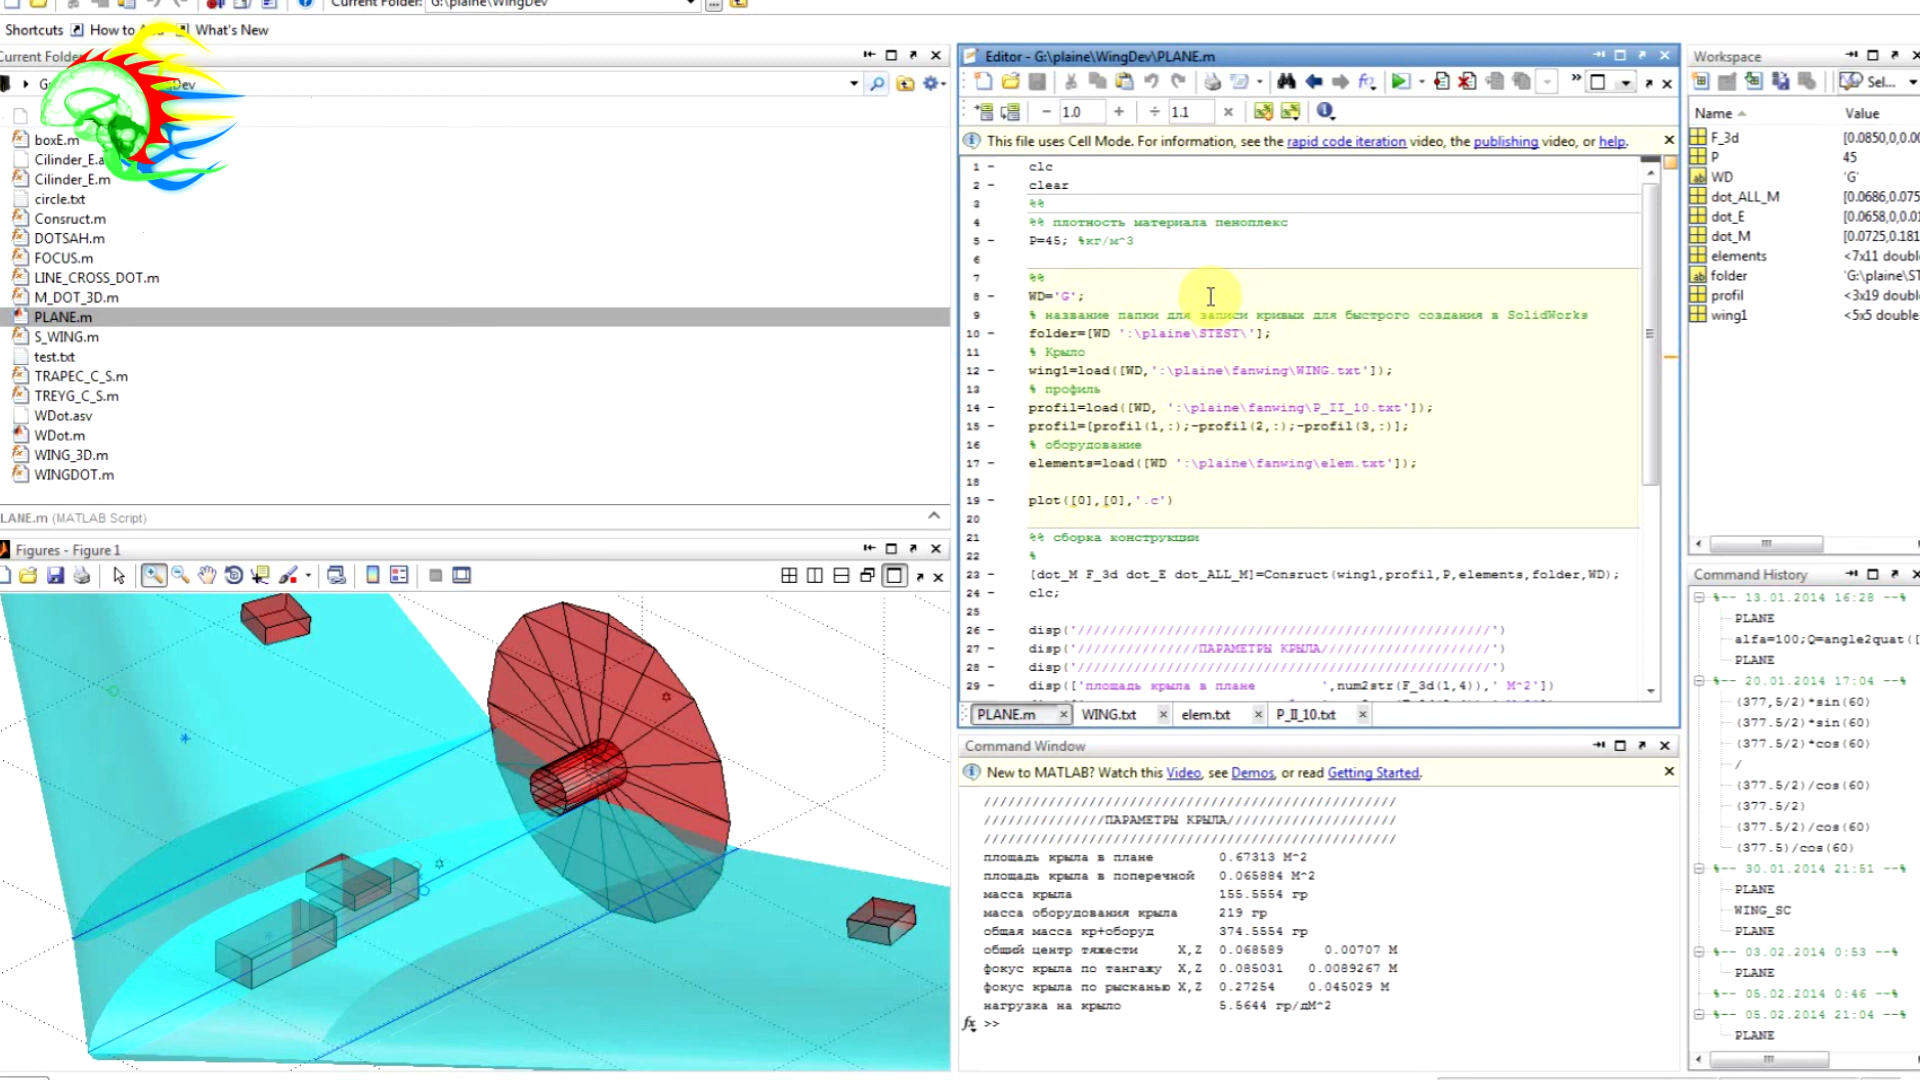 Current Folder: G:\plaine\WingDev
Shortcuts How to What's New
Current Folder
boxE.m
Cilinder_E.a
Cilinder_E.m
circle.txt
Consruct.m
DOTSAH.m
FOCUS.m
LINE_CROSS_DOT.m
M_DOT_3D.m
PLANE.m
S_WING.m
test.txt
TRAPEC_C_S.m
TREYG_C_S.m
WDot.asv
WDot.m
WING_3D.m
WINGDOT.m
LANE.m (MATLAB Script)
Figures - Figure 1
Editor - G:\plaine\WingDev\PLANE.m
1.0 1.1
This file uses Cell Mode. For information, see the rapid code iteration video, the publishing video, or help.
1 clc
2 clear
3 %%
4 %% плотность материала пеноплекс
5 P=45; %кг/м^3
6
7 %%
8 WD='G';
9 % название папки для записи кривых для быстрого создания в SolidWorks
10 folder=[WD ':\plaine\STEST\'];
11 % Крыло
12 wing1=load([WD,':\plaine\fanwing\WING.txt']);
13 % профиль
14 profil=load([WD, ':\plaine\fanwing\P_II_10.txt']);
15 profil=[profil(1,:);-profil(2,:);-profil(3,:)];
16 % оборудование
17 elements=load([WD ':\plaine\fanwing\elem.txt']);
18
19 plot([0],[0],'.c')
20
21 %% сборка конструкции
22 %
23 [dot_M F_3d dot_E dot_ALL_M]=Consruct(wing1,profil,P,elements,folder,WD);
24 clc;
25
26 disp('///////////////////////////////////////////////////')
27 disp('///////////////ПАРАМЕТРЫ КРЫЛА/////////////////////')
28 disp('///////////////////////////////////////////////////')
29 disp(['площадь крыла в плане ',num2str(F_3d(1,4)),' М^2'])
PLANE.m WING.txt elem.txt P_II_10.txt
Command Window
New to MATLAB? Watch this Video, see Demos, or read Getting Started.
///////////////////////////////////////////////////
///////////////ПАРАМЕТРЫ КРЫЛА/////////////////////
///////////////////////////////////////////////////
площадь крыла в плане 0.67313 М^2
площадь крыла в поперечной 0.065884 М^2
масса крыла 155.5554 гр
масса оборудования крыла 219 гр
общая масса кр+оборуд 374.5554 гр
общий центр тяжести X,Z 0.068589 0.00707 М
фокус крыла по тангажу X,Z 0.085031 0.0089267 М
фокус крыла по рысканью X,Z 0.27254 0.045029 М
нагрузка на крыло 5.5644 гр/дМ^2
fx >>
Workspace
Sel...
Name Value
F_3d [0.0850,0,0.00
P 45
WD 'G'
dot_ALL_M [0.0686,0.075
dot_E [0.0658,0,0.01
dot_M [0.0725,0.181
elements <7x11 double
folder 'G:\plaine\ST
profil <3x19 double
wing1 <5x5 double
Command History
%-- 13.01.2014 16:28 --%
PLANE
alfa=100;Q=angle2quat([
PLANE
%-- 20.01.2014 17:04 --%
(377,5/2)*sin(60)
(377.5/2)*sin(60)
(377.5/2)*cos(60)
/
(377.5/2)/cos(60)
(377.5/2)
(377.5/2)/cos(60)
(377.5)/cos(60)
%-- 30.01.2014 21:51 --%
PLANE
WING_SC
PLANE
%-- 03.02.2014 0:53 --%
PLANE
%-- 05.02.2014 0:46 --%
%-- 05.02.2014 21:04 --%
PLANE